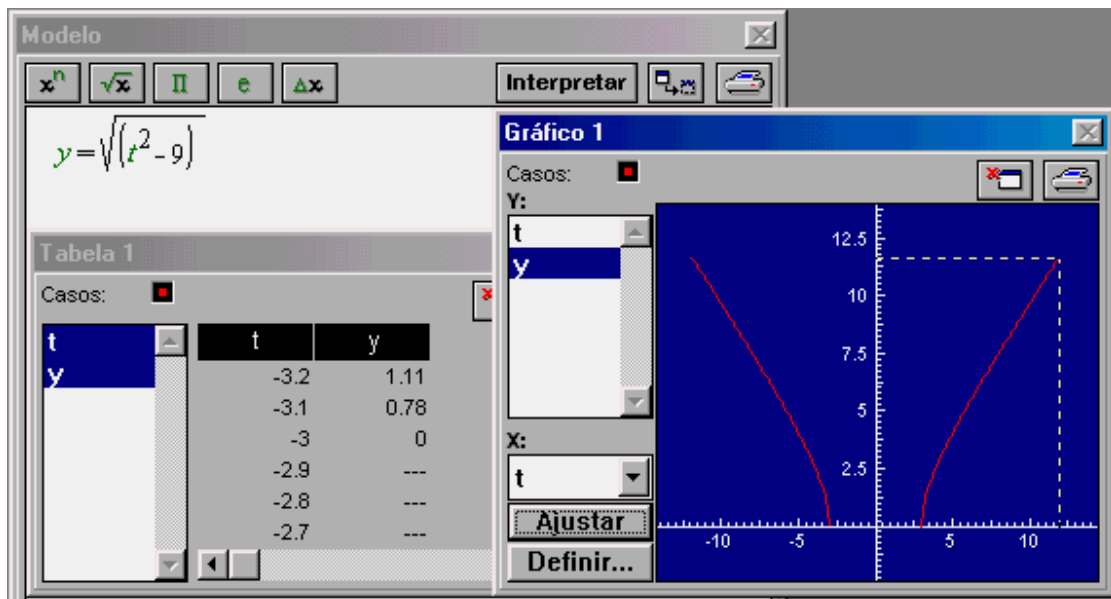 Modelo
xⁿ √x Π e Δx Interpretar
y=√(t²-9)
Gráfico 1
Casos:
Y:
t
y
X:
t
Ajustar
Definir...
12.5
10
7.5
5
2.5
-10 -5 5 10
Tabela 1
Casos:
t
y
t y
-3.2 1.11
-3.1 0.78
-3 0
-2.9 ---
-2.8 ---
-2.7 ---